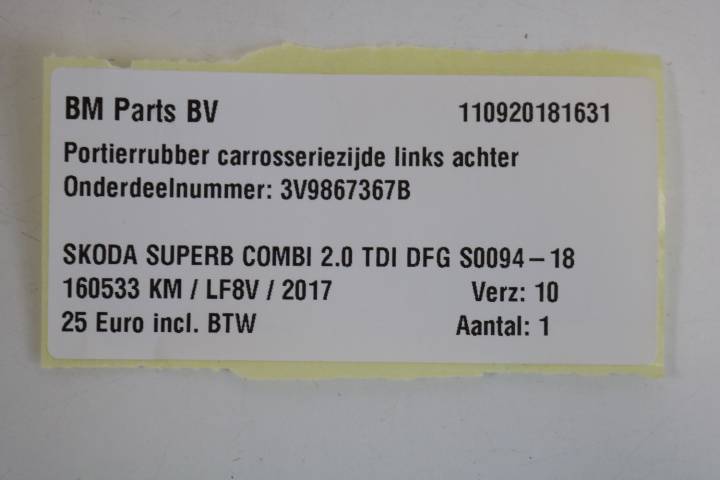 BM Parts BV 110920181631
Portierrubber carrosseriezijde links achter
Onderdeelnummer: 3V9867367B
SKODA SUPERB COMBI 2.0 TDI DFG S0094-18
160533 KM / LF8V / 2017 Verz: 10
25 Euro incl. BTW Aantal: 1